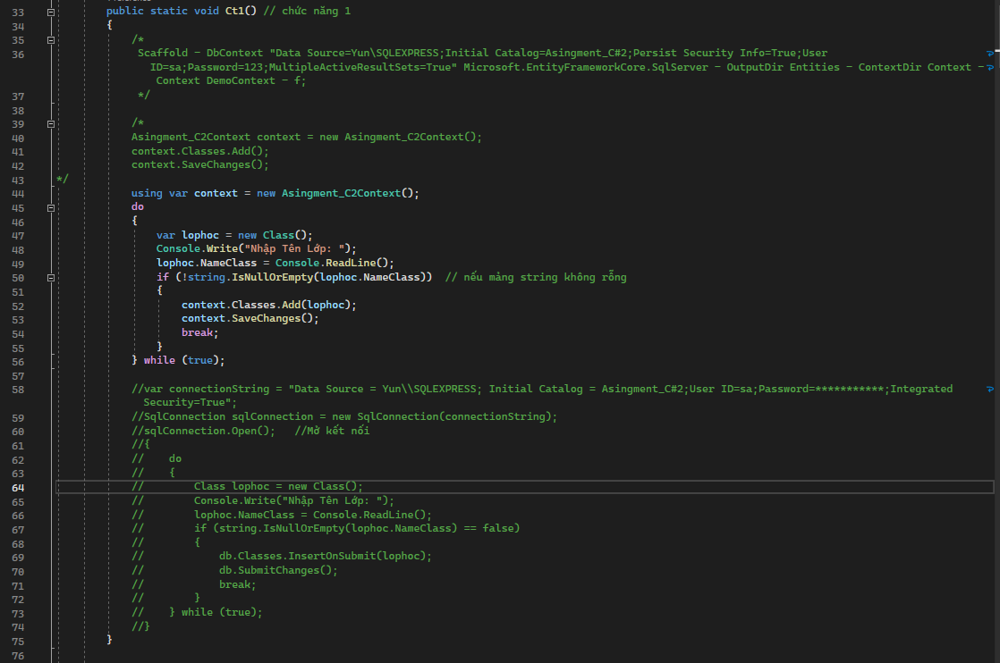 33 public static void Ct1() // chức năng 1
34 {
35 /*
36 Scaffold - DbContext "Data Source=Yun\SQLEXPRESS;Initial Catalog=Asingment_C#2;Persist Security Info=True;User
ID=sa;Password=123;MultipleActiveResultSets=True" Microsoft.EntityFrameworkCore.SqlServer - OutputDir Entities - ContextDir Context -
Context DemoContext - f;
37 */
38
39 /*
40 Asingment_C2Context context = new Asingment_C2Context();
41 context.Classes.Add();
42 context.SaveChanges();
43 */
44 using var context = new Asingment_C2Context();
45 do
46 {
47 var lophoc = new Class();
48 Console.Write("Nhập Tên Lớp: ");
49 lophoc.NameClass = Console.ReadLine();
50 if (!string.IsNullOrEmpty(lophoc.NameClass)) // nếu mảng string không rỗng
51 {
52 context.Classes.Add(lophoc);
53 context.SaveChanges();
54 break;
55 }
56 } while (true);
57
58 //var connectionString = "Data Source = Yun\\SQLEXPRESS; Initial Catalog = Asingment_C#2;User ID=sa;Password=***********;Integrated
Security=True";
59 //SqlConnection sqlConnection = new SqlConnection(connectionString);
60 //sqlConnection.Open(); //Mở kết nối
61 //{
62 // do
63 // {
64 // Class lophoc = new Class();
65 // Console.Write("Nhập Tên Lớp: ");
66 // lophoc.NameClass = Console.ReadLine();
67 // if (string.IsNullOrEmpty(lophoc.NameClass) == false)
68 // {
69 // db.Classes.InsertOnSubmit(lophoc);
70 // db.SubmitChanges();
71 // break;
72 // }
73 // } while (true);
74 //}
75 }
76